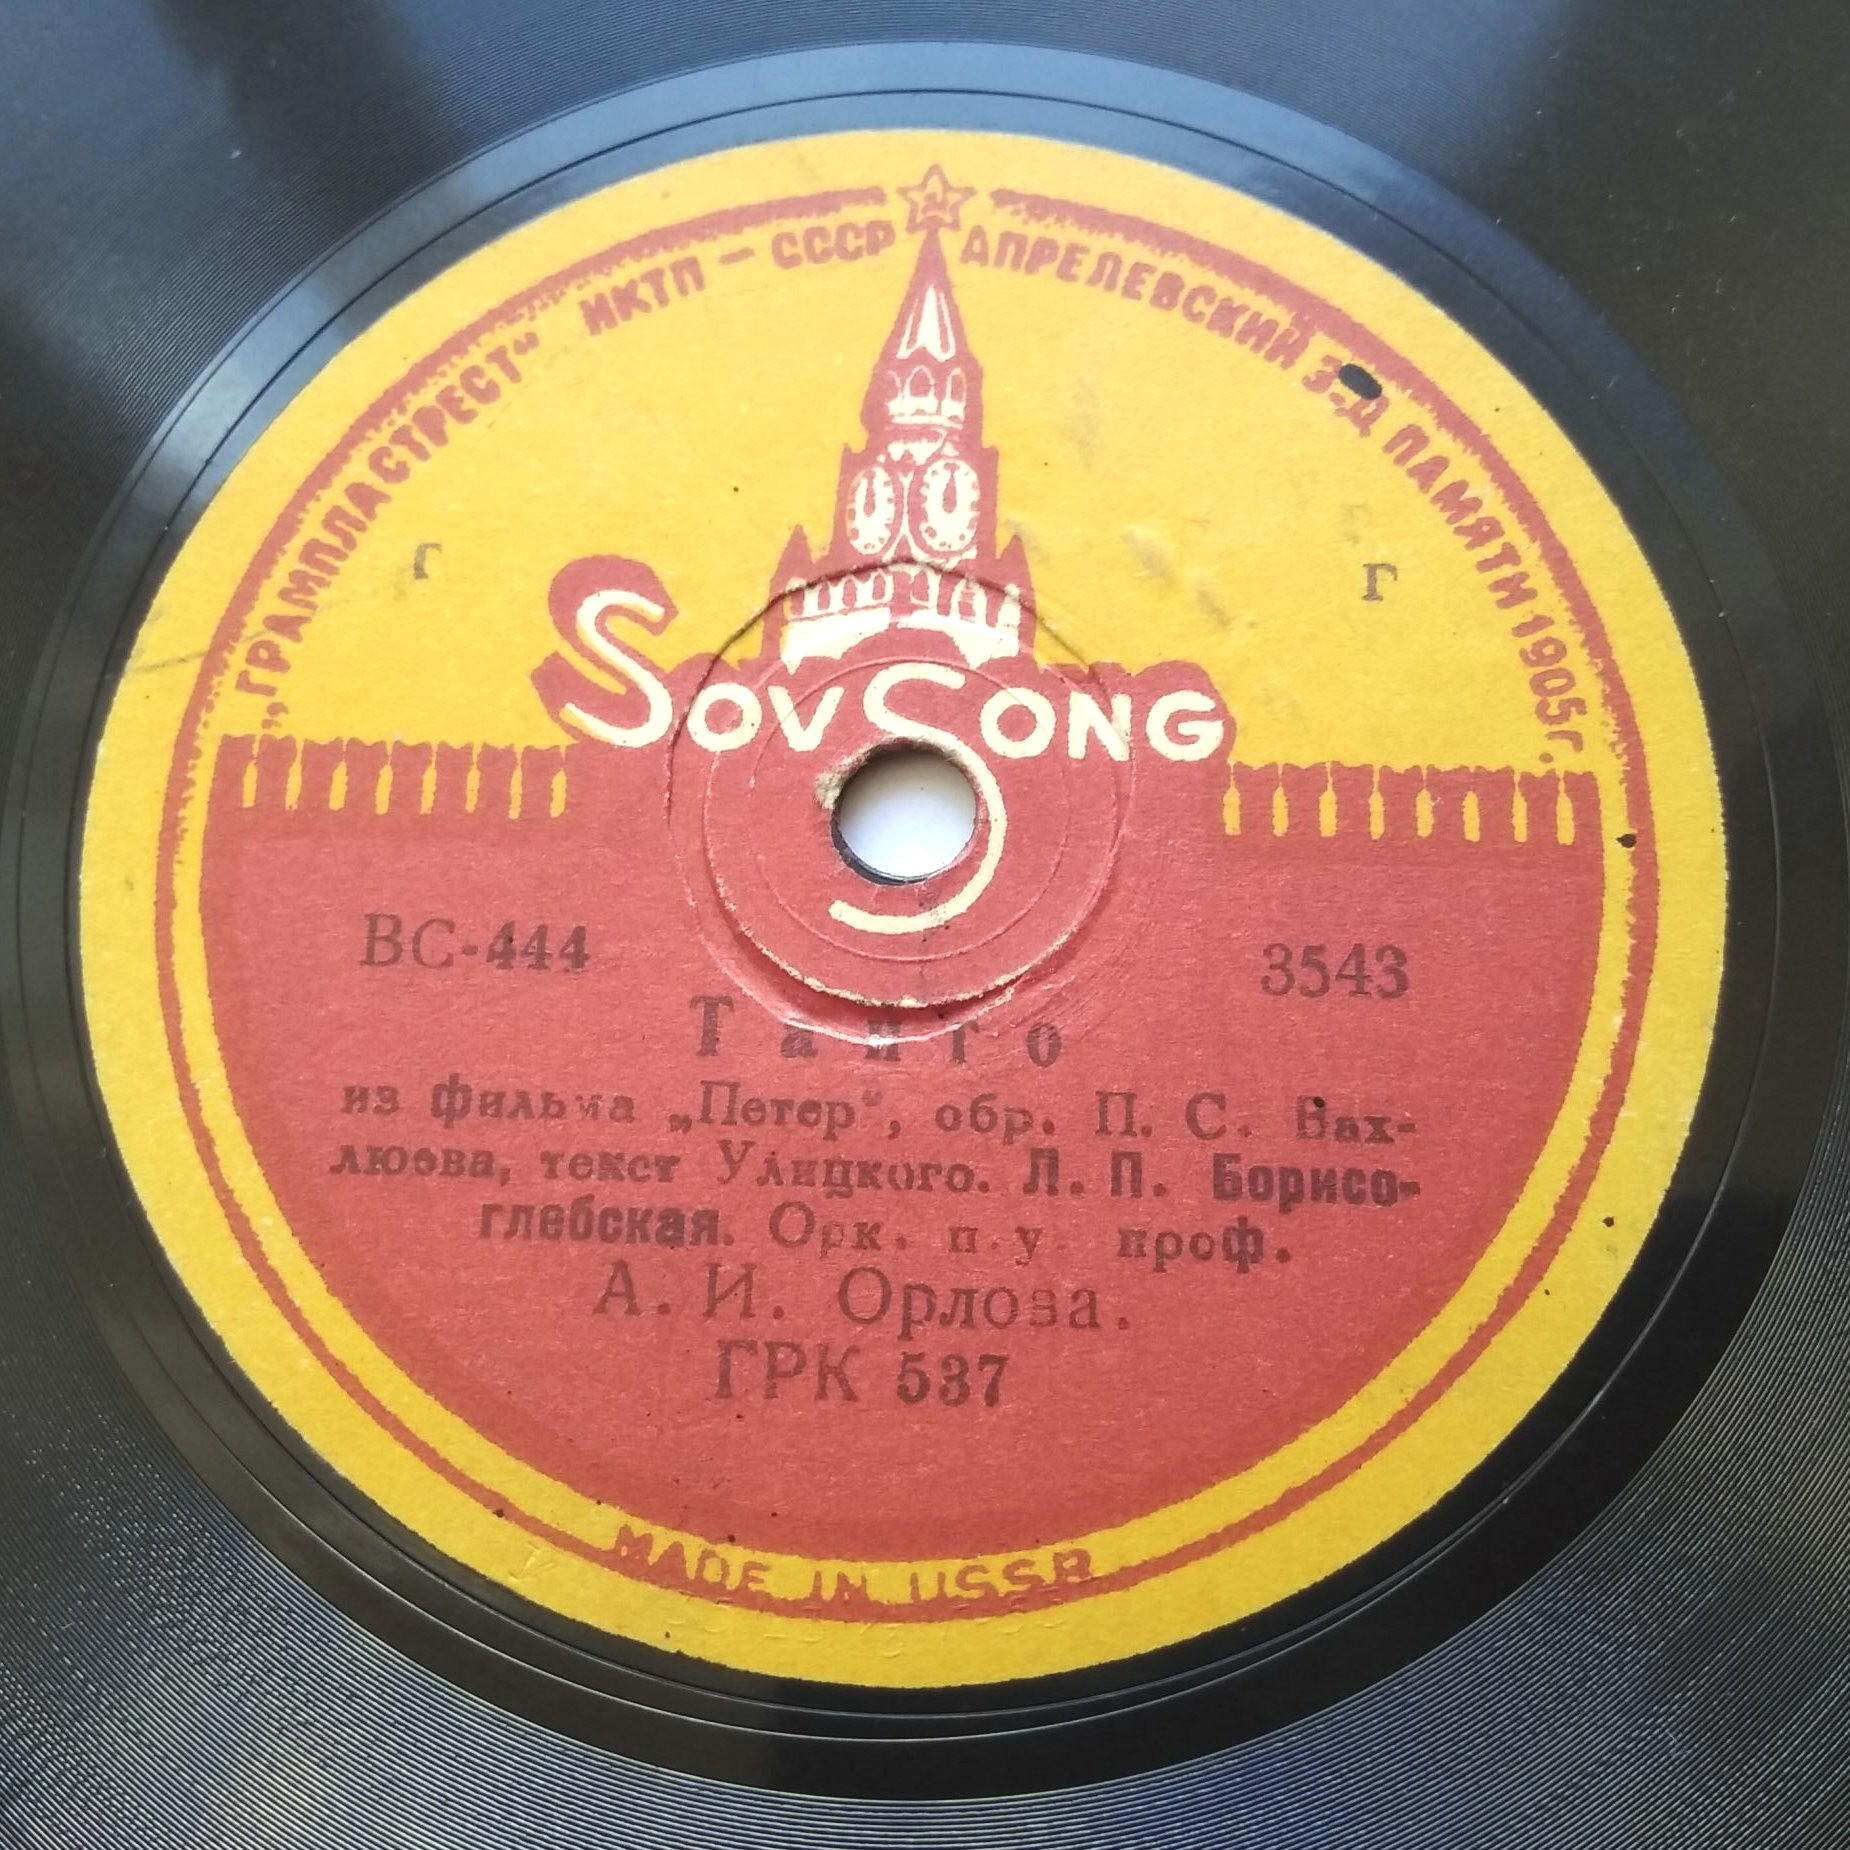 „ГРАМПЛАСТРЕСТ“ НКТП – СССР АПРЕЛЕВСКИЙ З-Д ПАМЯТИ 1905 г.
Г Г
SovSong
ВС-444 3543
Танго
из фильма „Петер“, обр. П. С. Вах-
люева, текст Улицкого. Л. П. Борисо-
глебская. Орк. п. у. проф.
А. И. Орлова.
ГРК 537
MADE IN USSR